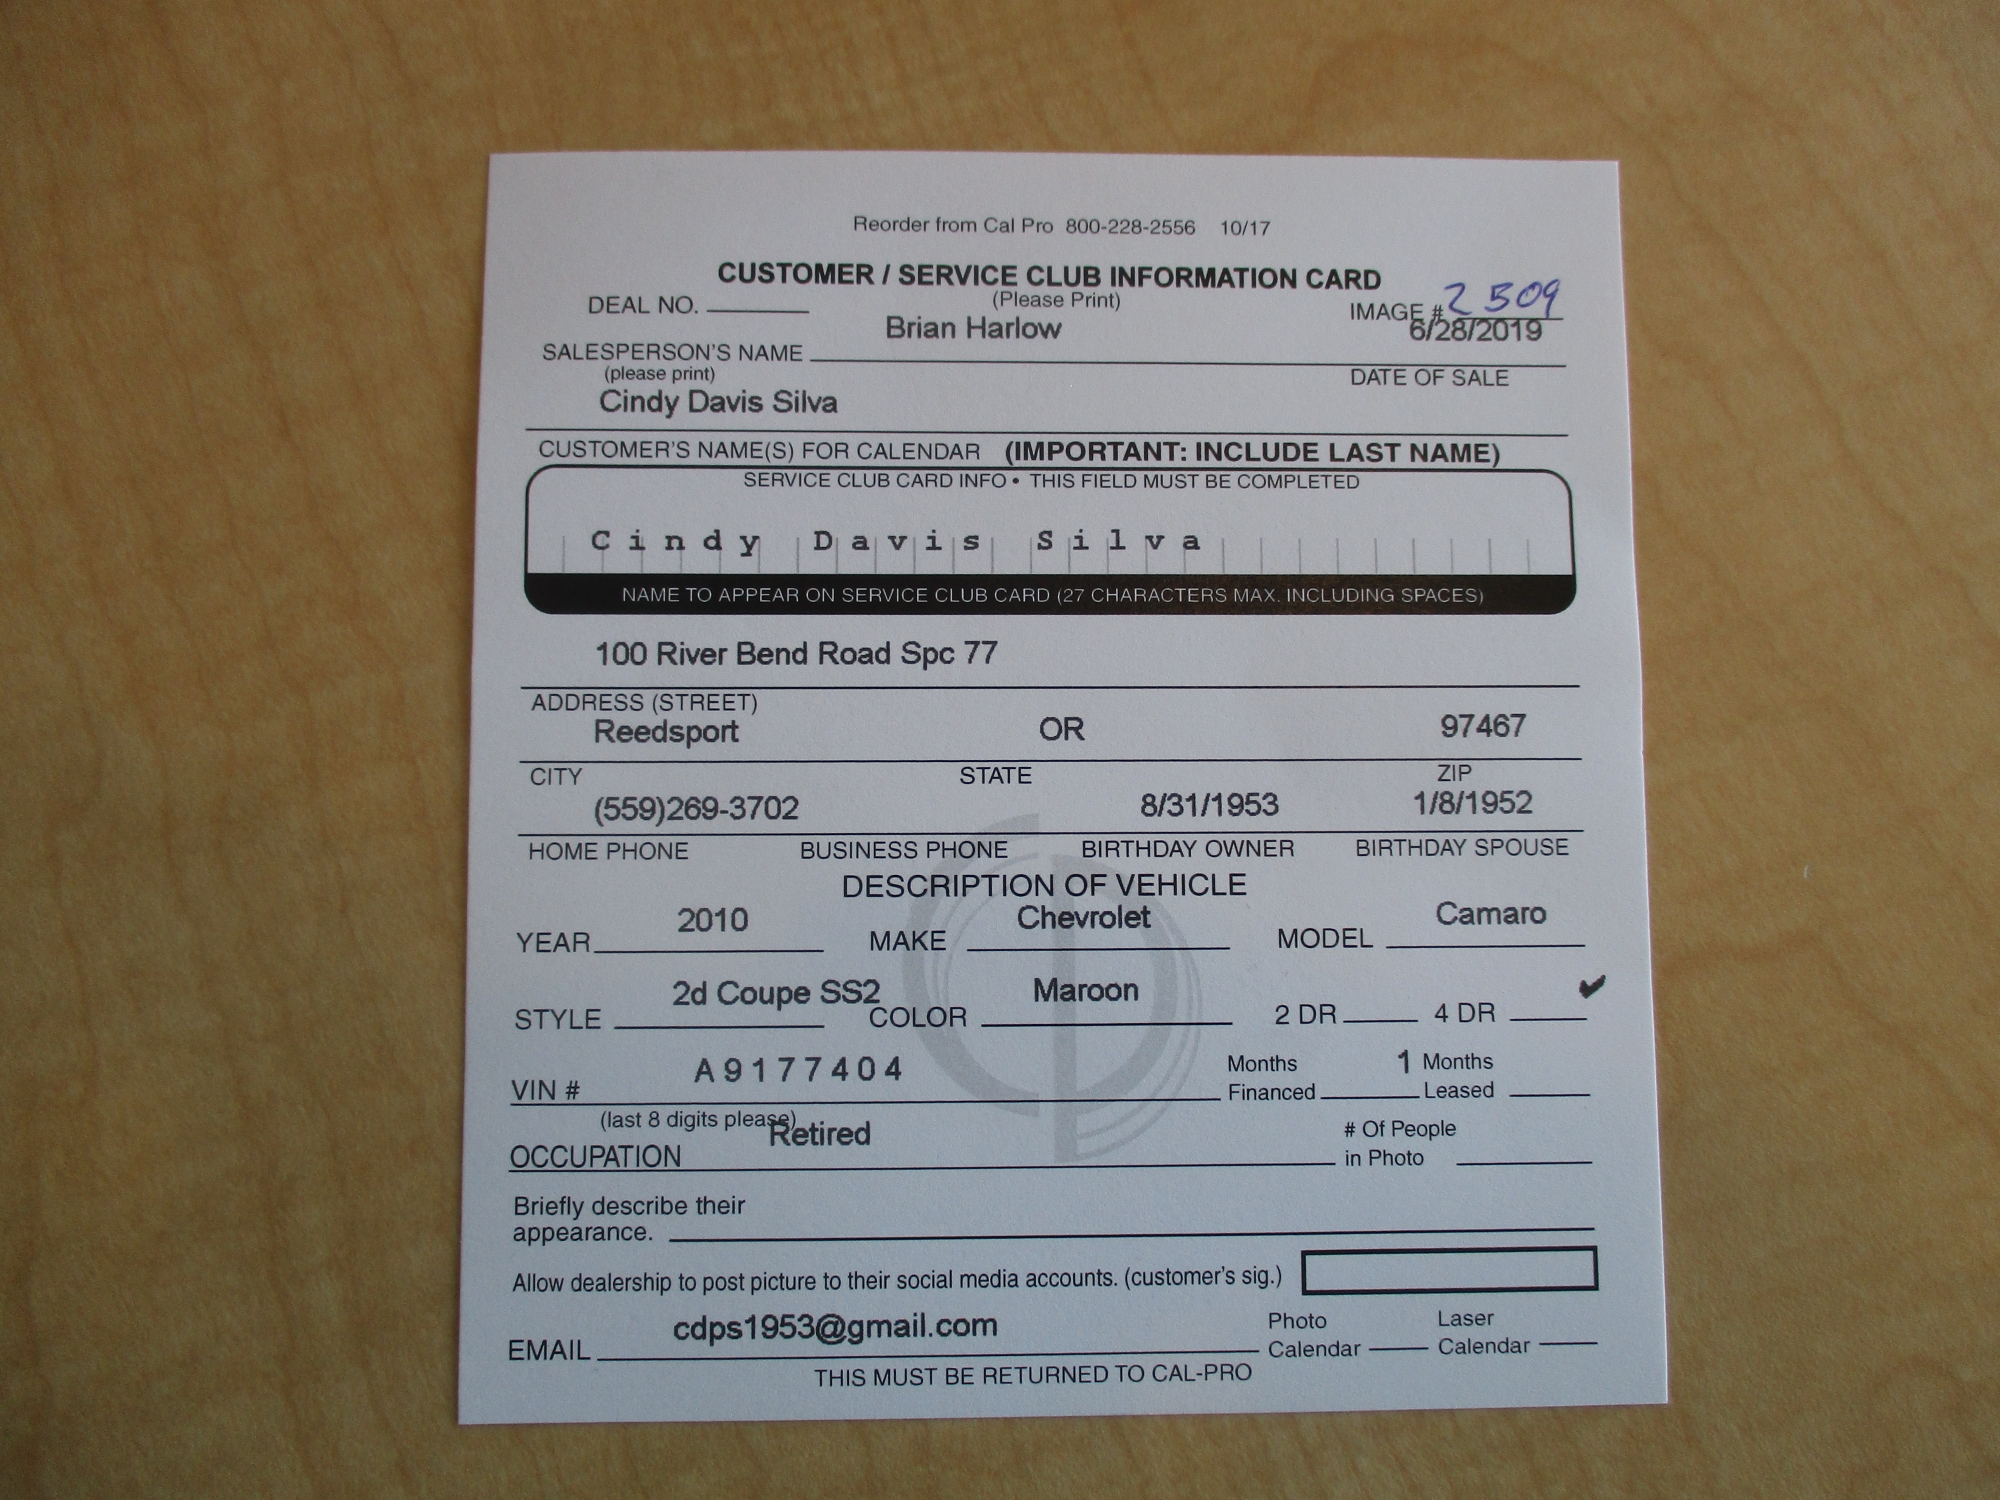 Reorder from Cal Pro 800-228-2556 10/17
CUSTOMER / SERVICE CLUB INFORMATION CARD
DEAL NO. (Please Print) IMAGE # 2509
Brian Harlow 6/28/2019
SALESPERSON'S NAME
(please print) DATE OF SALE
Cindy Davis Silva
CUSTOMER'S NAME(S) FOR CALENDAR (IMPORTANT: INCLUDE LAST NAME)
SERVICE CLUB CARD INFO • THIS FIELD MUST BE COMPLETED
Cindy Davis Silva
NAME TO APPEAR ON SERVICE CLUB CARD (27 CHARACTERS MAX. INCLUDING SPACES)
100 River Bend Road Spc 77
ADDRESS (STREET)
Reedsport OR 97467
CITY STATE ZIP
(559)269-3702 8/31/1953 1/8/1952
HOME PHONE BUSINESS PHONE BIRTHDAY OWNER BIRTHDAY SPOUSE
DESCRIPTION OF VEHICLE
2010 Chevrolet Camaro
YEAR MAKE MODEL
2d Coupe SS2 Maroon ✔
STYLE COLOR 2 DR 4 DR
A9177404 Months 1 Months
VIN # Financed Leased
(last 8 digits please)
Retired # Of People
OCCUPATION in Photo
Briefly describe their
appearance.
Allow dealership to post picture to their social media accounts. (customer's sig.)
cdps1953@gmail.com Photo Laser
EMAIL Calendar Calendar
THIS MUST BE RETURNED TO CAL-PRO